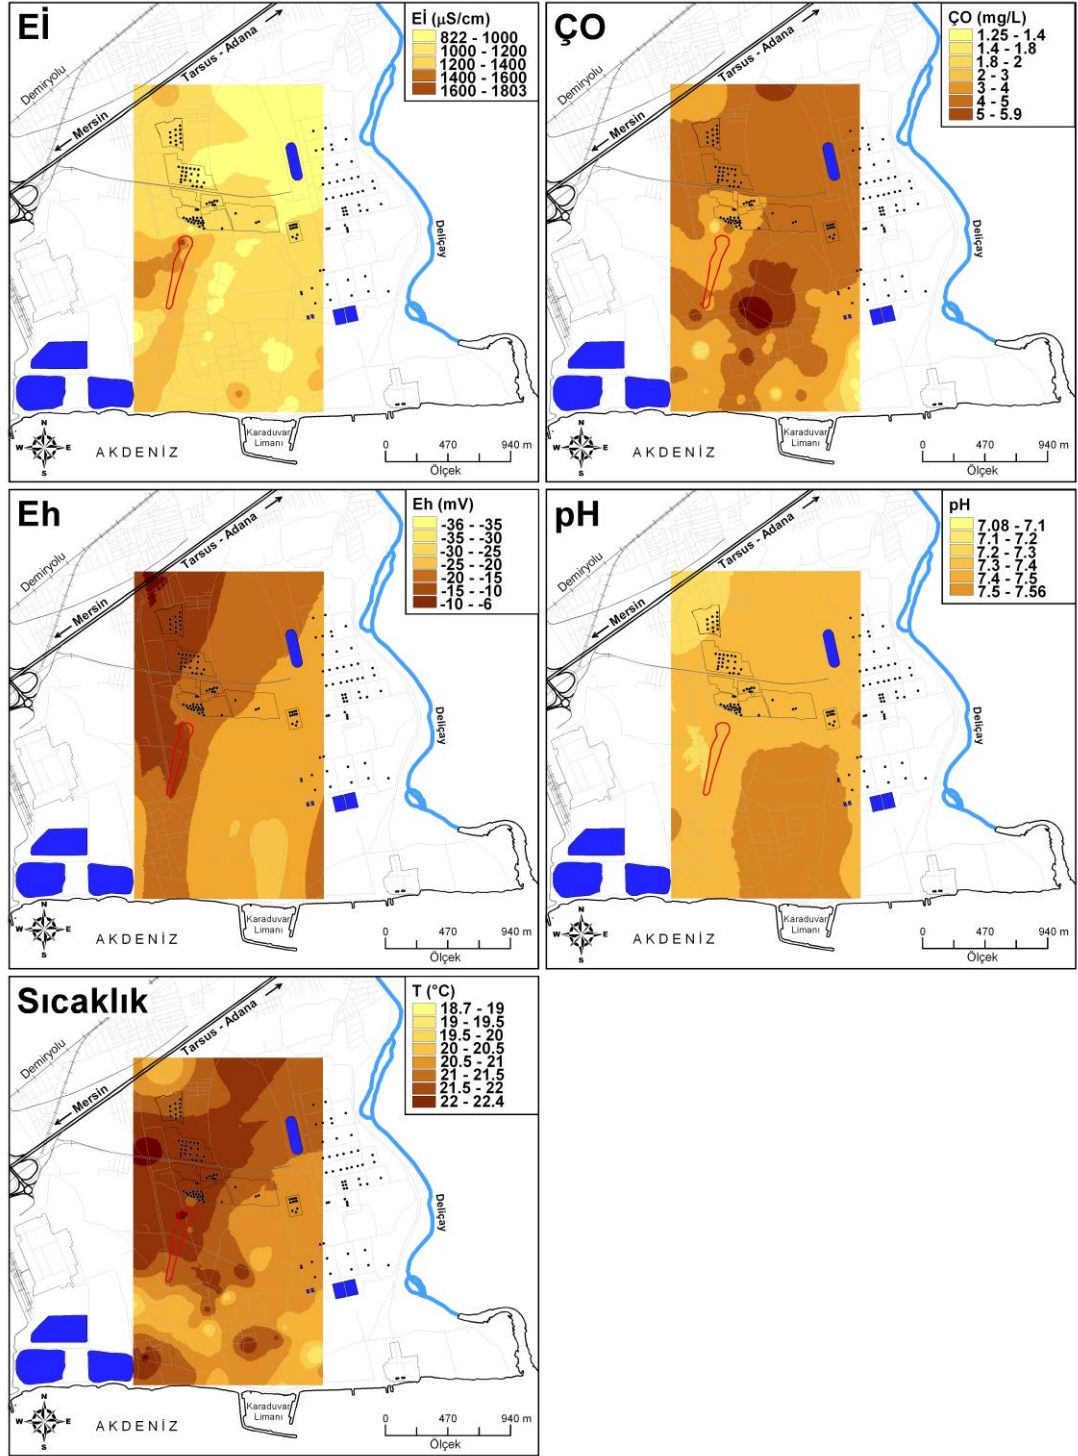 Eİ
Eİ (µS/cm)
822 - 1000
1000 - 1200
1200 - 1400
1400 - 1600
1600 - 1803
Demiryolu
Tarsus - Adana
Mersin
Deliçay
Karaduvar
Limanı
N
W E
S
AKDENİZ
0 470 940 m
Ölçek
ÇO
ÇO (mg/L)
1.25 - 1.4
1.4 - 1.8
1.8 - 2
2 - 3
3 - 4
4 - 5
5 - 5.9
Demiryolu
Tarsus - Adana
Mersin
Deliçay
Karaduvar
Limanı
N
W E
S
AKDENİZ
0 470 940 m
Ölçek
Eh
Eh (mV)
-36 - -35
-35 - -30
-30 - -25
-25 - -20
-20 - -15
-15 - -10
-10 - -6
Demiryolu
Tarsus - Adana
Mersin
Deliçay
Karaduvar
Limanı
N
W E
S
AKDENİZ
0 470 940 m
Ölçek
pH
pH
7.08 - 7.1
7.1 - 7.2
7.2 - 7.3
7.3 - 7.4
7.4 - 7.5
7.5 - 7.56
Demiryolu
Tarsus - Adana
Mersin
Deliçay
Karaduvar
Limanı
N
W E
S
AKDENİZ
0 470 940 m
Ölçek
Sıcaklık
T (°C)
18.7 - 19
19 - 19.5
19.5 - 20
20 - 20.5
20.5 - 21
21 - 21.5
21.5 - 22
22 - 22.4
Demiryolu
Tarsus - Adana
Mersin
Deliçay
Karaduvar
Limanı
N
W E
S
AKDENİZ
0 470 940 m
Ölçek